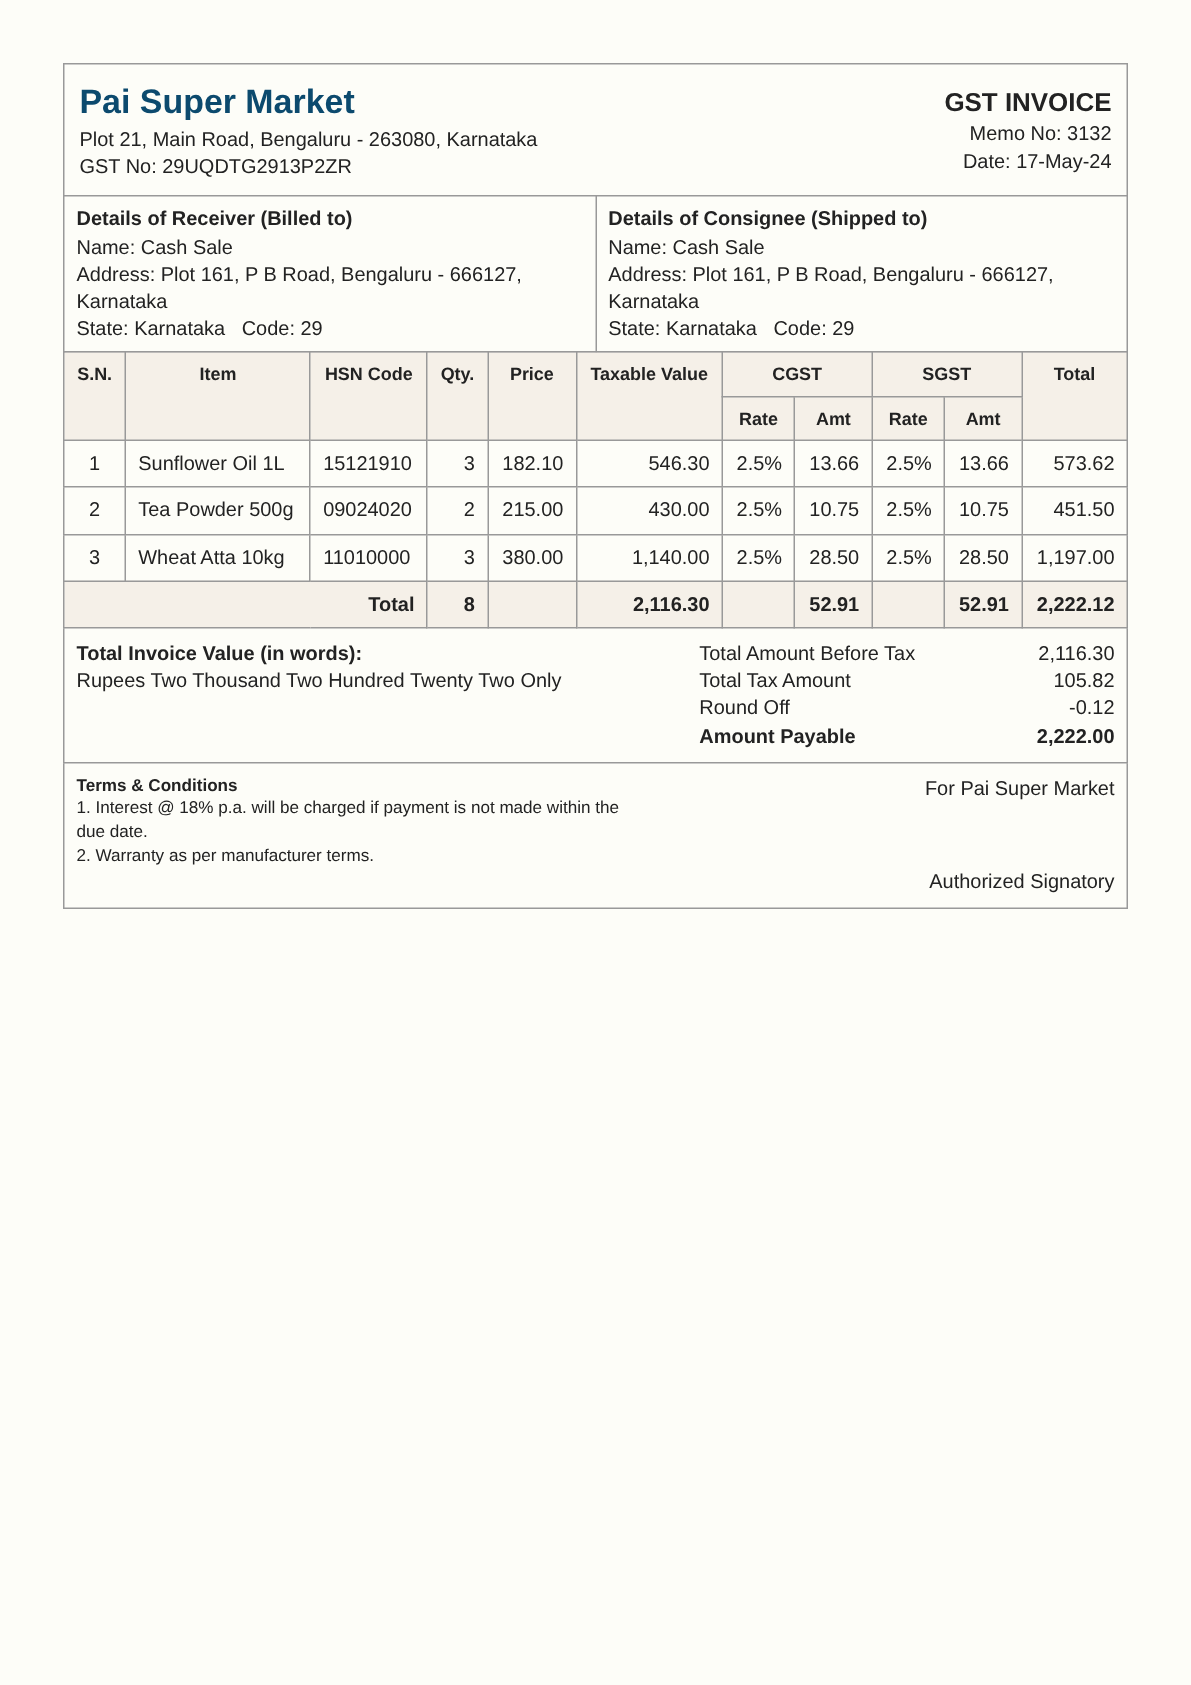 Pai Super Market
Plot 21, Main Road, Bengaluru - 263080, Karnataka
GST No: 29UQDTG2913P2ZR
GST INVOICE
Memo No: 3132
Date: 17-May-24
Details of Receiver (Billed to)
Name: Cash Sale
Address: Plot 161, P B Road, Bengaluru - 666127,
Karnataka
State: Karnataka Code: 29
Details of Consignee (Shipped to)
Name: Cash Sale
Address: Plot 161, P B Road, Bengaluru - 666127,
Karnataka
State: Karnataka Code: 29
S.N. Item HSN Code Qty. Price Taxable Value CGST SGST Total
Rate Amt Rate Amt
1 Sunflower Oil 1L 15121910 3 182.10 546.30 2.5% 13.66 2.5% 13.66 573.62
2 Tea Powder 500g 09024020 2 215.00 430.00 2.5% 10.75 2.5% 10.75 451.50
3 Wheat Atta 10kg 11010000 3 380.00 1,140.00 2.5% 28.50 2.5% 28.50 1,197.00
Total 8 2,116.30 52.91 52.91 2,222.12
Total Invoice Value (in words):
Rupees Two Thousand Two Hundred Twenty Two Only
Total Amount Before Tax 2,116.30
Total Tax Amount 105.82
Round Off -0.12
Amount Payable 2,222.00
Terms & Conditions
1. Interest @ 18% p.a. will be charged if payment is not made within the
due date.
2. Warranty as per manufacturer terms.
For Pai Super Market
Authorized Signatory